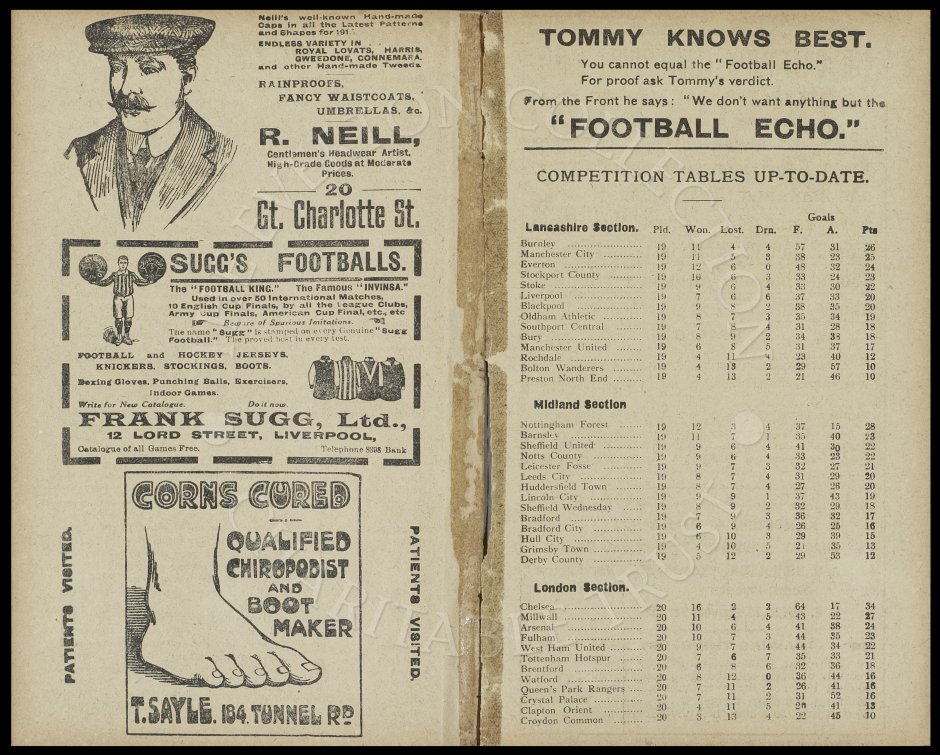 Neill's well-known Hand-made
Caps in all the Latest Patterns
and Shapes for 191
ENDLESS VARIETY IN
ROYAL LOVATS, HARRIS,
GWEEDONE, CONNEMARA,
and other Hand-made Tweeds
RAINPROOFS,
FANCY WAISTCOATS,
UMBRELLAS, &c.
R. NEILL,
Gentlemen's Headwear Artist.
High-Grade Goods at Moderate
Prices.
20
Gt. Charlotte St.
SUGG'S FOOTBALLS.
The "FOOTBALL KING." The Famous "INVINSA."
Used in over 50 International Matches,
10 English Cup Finals, by all the League Clubs,
Army Cup Finals, American Cup Final, etc., etc
Beware of Spurious Imitations.
The name "Sugg" is stamped on every Genuine "Sugg
Football." The proved best in every test.
FOOTBALL and HOCKEY JERSEYS,
KNICKERS, STOCKINGS, BOOTS.
Boxing Gloves, Punching Balls, Exercisers,
Indoor Games.
Write for New Catalogue. Do it now.
FRANK SUGG, Ltd.,
12 LORD STREET, LIVERPOOL,
Catalogue of all Games Free. Telephone 8898 Bank
PATIENTS VISITED.
CORNS CURED
QUALIFIED
CHIROPODIST
AND
BOOT
MAKER
T. SAYLE. 184. TUNNEL RD
PATIENTS VISITED.
TOMMY KNOWS BEST.
You cannot equal the "Football Echo."
For proof ask Tommy's verdict.
From the Front he says: "We don't want anything but the
"FOOTBALL ECHO."
COMPETITION TABLES UP-TO-DATE.
Goals
Lancashire Section. Pld. Won. Lost. Drn. F. A. Pts
Burnley 19 11 4 4 57 31 26
Manchester City 19 11 5 3 38 23 25
Everton 19 12 6 0 48 32 24
Stockport County 19 10 6 3 33 24 23
Stoke 19 9 6 4 33 30 22
Liverpool 19 7 6 6 37 33 20
Blackpool 19 9 8 2 38 35 20
Oldham Athletic 19 8 7 3 35 34 19
Southport Central 19 7 8 4 31 28 18
Bury 19 8 9 2 34 38 18
Manchester United 19 6 8 5 31 37 17
Rochdale 19 4 11 4 23 40 12
Bolton Wanderers 19 4 13 2 29 57 10
Preston North End 19 4 13 2 21 46 10
Midland Section
Nottingham Forest 19 12 3 4 37 15 28
Barnsley 19 11 7 1 35 40 23
Sheffield United 19 9 6 4 41 30 22
Notts County 19 9 6 4 33 23 22
Leicester Fosse 19 9 7 3 32 27 21
Leeds City 19 8 7 4 31 29 20
Huddersfield Town 19 8 7 4 27 26 20
Lincoln City 19 9 9 1 37 43 19
Sheffield Wednesday 19 8 9 2 32 29 18
Bradford 19 7 9 3 36 32 17
Bradford City 19 6 9 4 26 25 16
Hull City 19 6 10 3 29 39 15
Grimsby Town 19 4 10 5 21 35 13
Derby County 19 5 12 2 29 53 12
London Section.
Chelsea 20 16 2 2 64 17 34
Millwall 20 11 4 5 43 22 27
Arsenal 20 10 6 4 41 38 24
Fulham 20 10 7 3 44 35 23
West Ham United 20 9 7 4 44 34 22
Tottenham Hotspur 20 7 6 7 35 33 21
Brentford 20 6 8 6 32 36 18
Watford 20 8 12 0 36 44 16
Queen's Park Rangers 20 7 11 2 26 41 16
Crystal Palace 20 7 11 2 31 52 16
Clapton Orient 20 4 11 5 20 41 13
Croydon Common 20 3 13 4 22 45 10